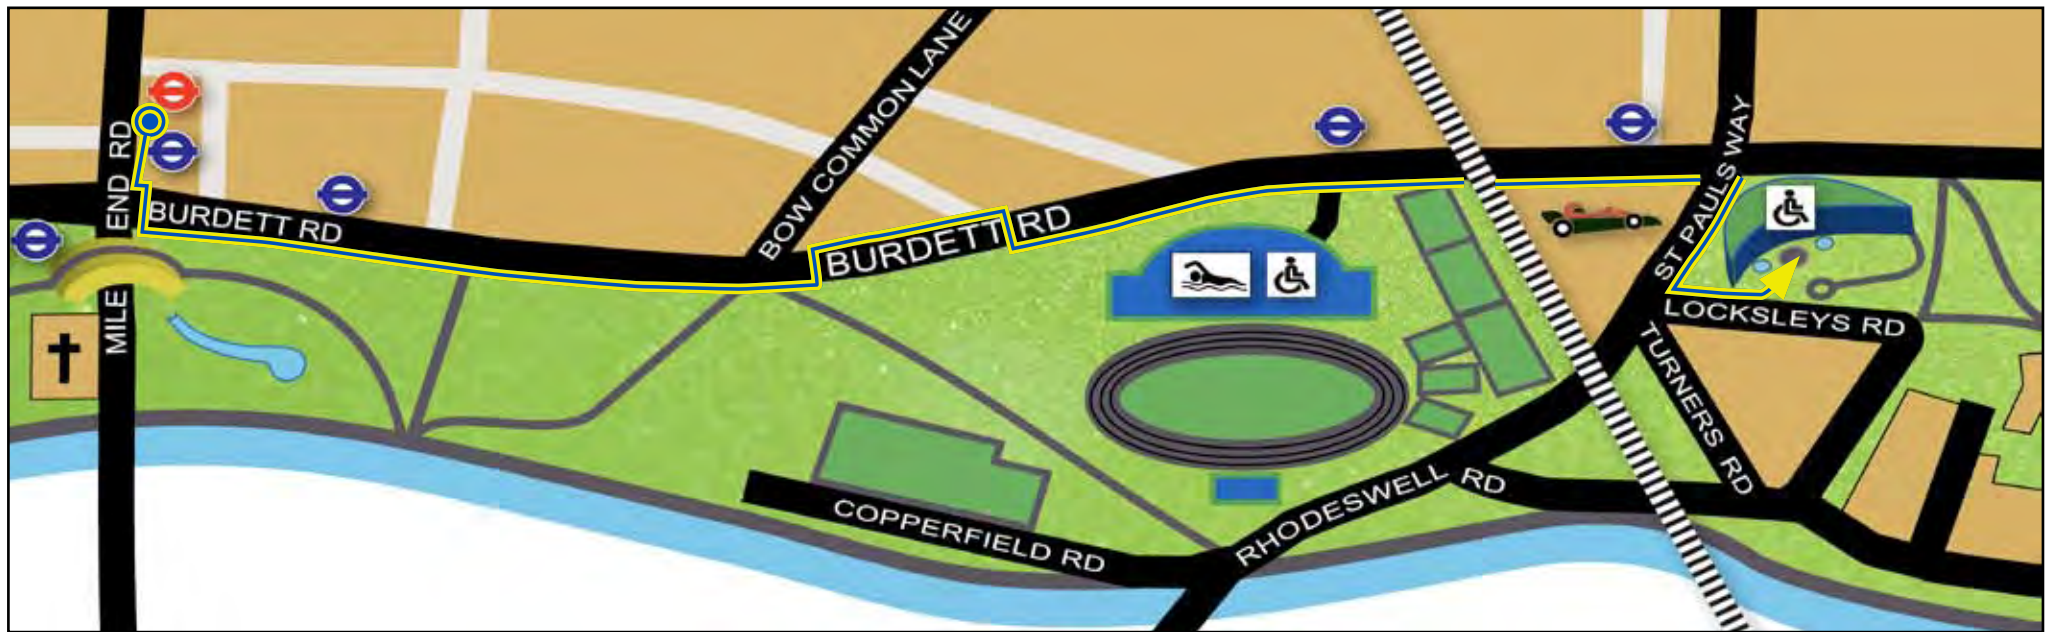 MILE END RD
BURDETT RD
BOW COMMON LANE
BURDETT RD
ST PAULS WAY
LOCKSLEYS RD
TURNERS RD
COPPERFIELD RD
RHODESWELL RD